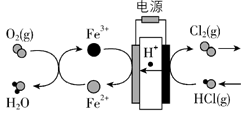 电源
O₂(g) Fe³⁺ H⁺ Cl₂(g)
H₂O Fe²⁺ HCl(g)